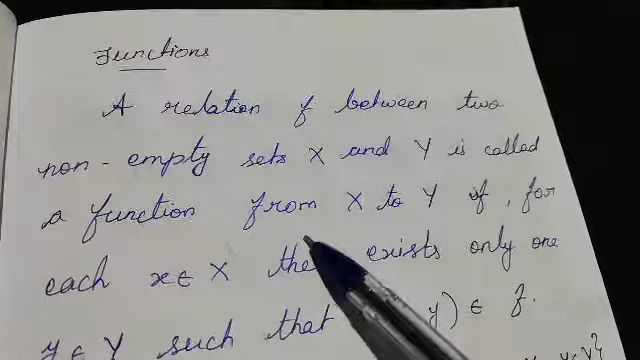 Functions
A relation f between two
non-empty sets X and Y is called
a function from X to Y if, for
each x∈ X the exists only one
y ∈ Y such that y) ∈ f.